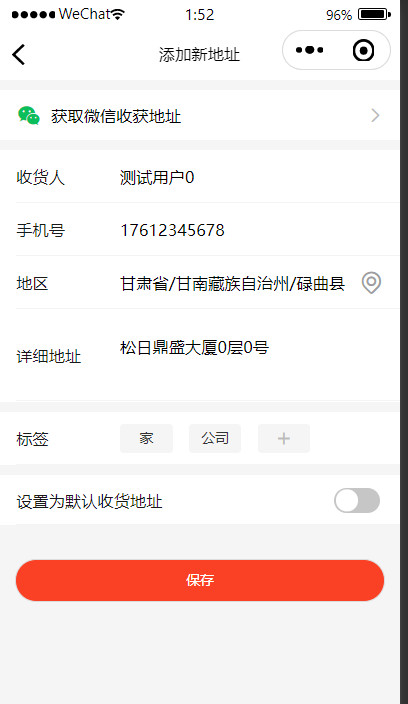 WeChat 1:52 96%
添加新地址
获取微信收获地址
收货人 测试用户0
手机号 17612345678
地区 甘肃省/甘南藏族自治州/碌曲县
详细地址 松日鼎盛大厦0层0号
标签 家 公司 +
设置为默认收货地址
保存